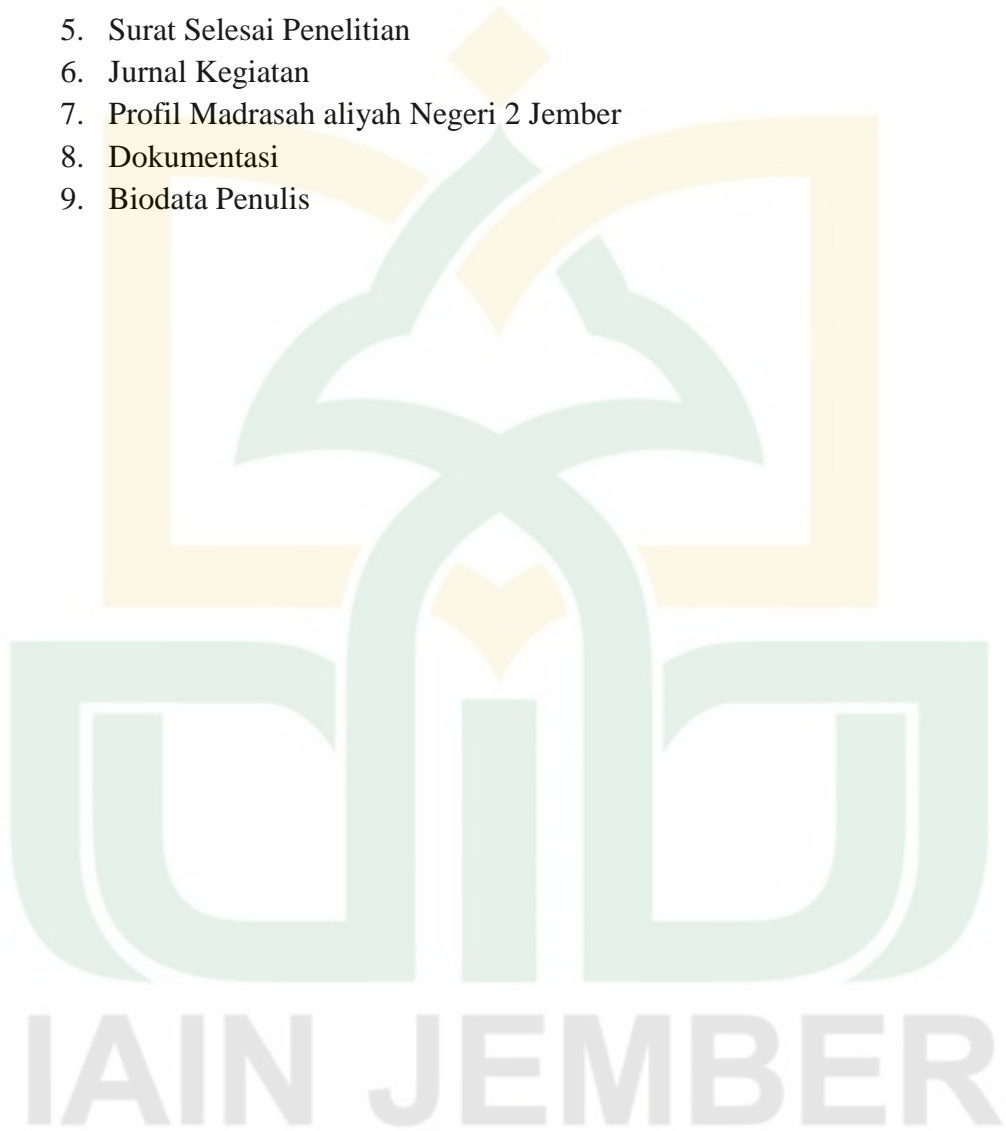 5. Surat Selesai Penelitian
6. Jurnal Kegiatan
7. Profil Madrasah aliyah Negeri 2 Jember
8. Dokumentasi
9. Biodata Penulis
IAIN JEMBER